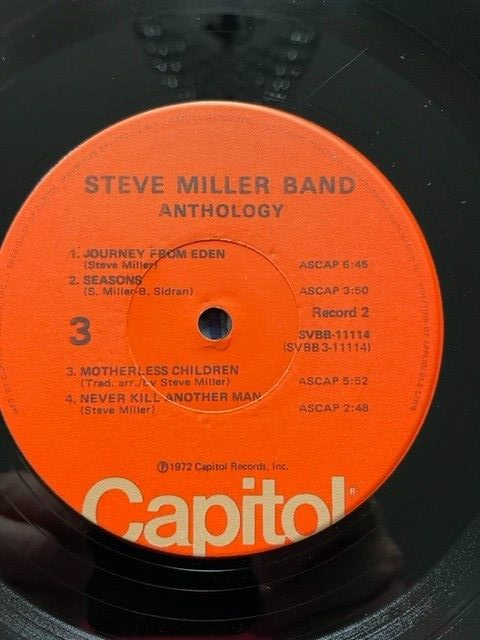 STEVE MILLER BAND
ANTHOLOGY
1. JOURNEY FROM EDEN
(Steve Miller) ASCAP 6:45
2. SEASONS
(S. Miller-B. Sidran) ASCAP 3:50
Record 2
3 SVBB-11114
(SVBB3-11114)
3. MOTHERLESS CHILDREN
(Trad. arr./by Steve Miller) ASCAP 5:52
4. NEVER KILL ANOTHER MAN
(Steve Miller) ASCAP 2:48
℗1972 Capitol Records, Inc.
Capitol®